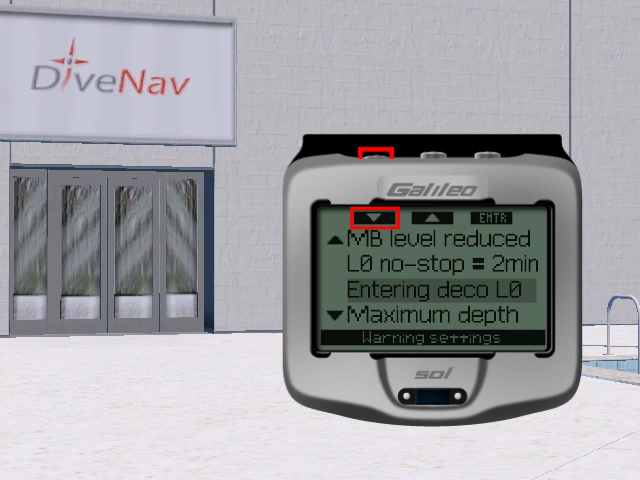 DiveNav
Galileo
ENTR
MB level reduced
L0 no-stop = 2min
Entering deco L0
Maximum depth
Warning settings
sol